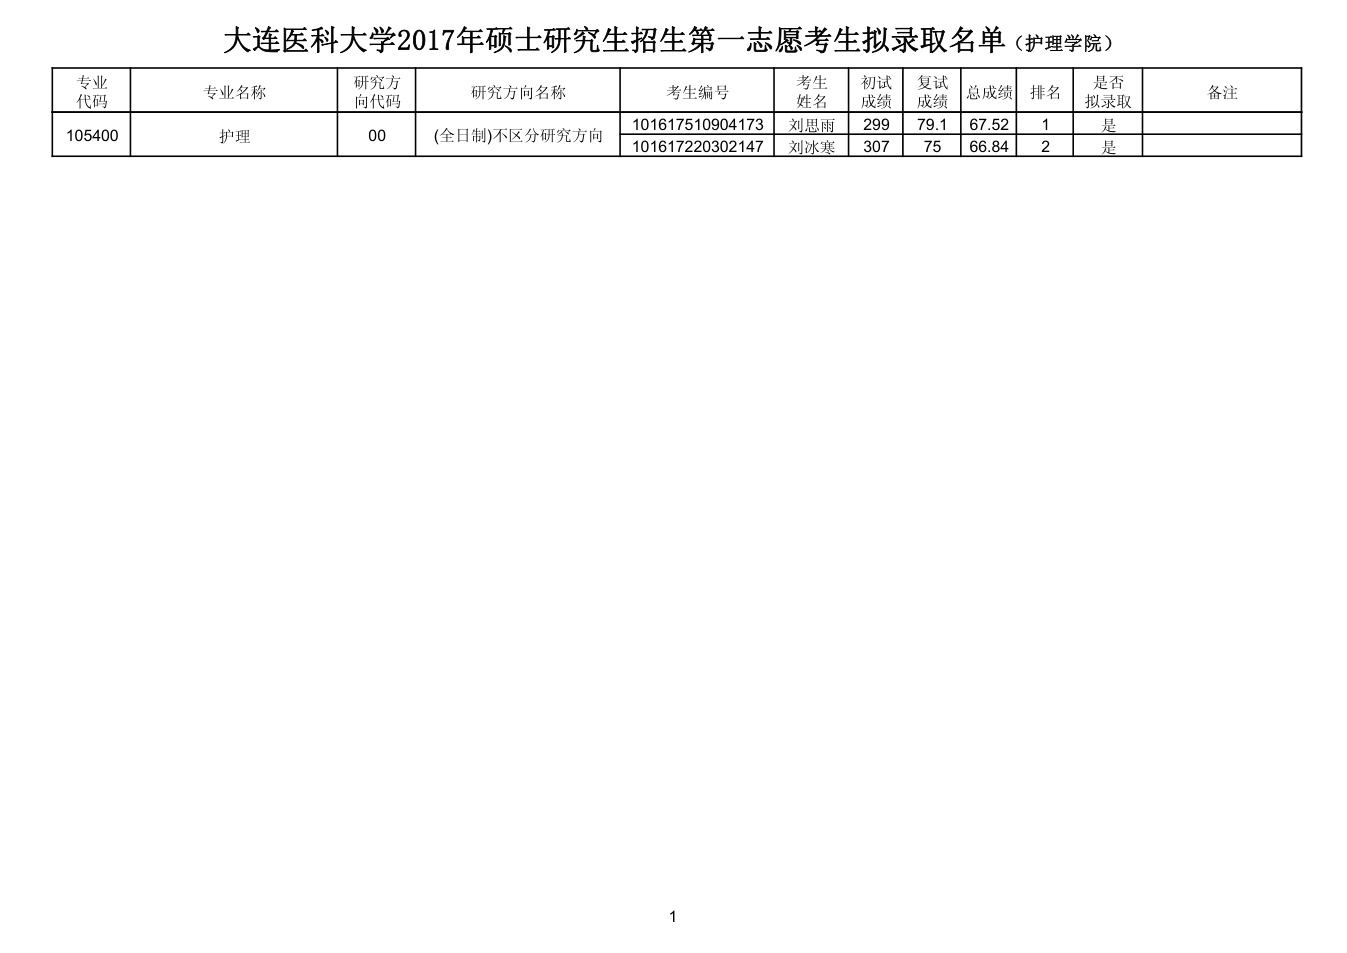 大连医科大学2017年硕士研究生招生第一志愿考生拟录取名单（护理学院）
专业代码 专业名称 研究方向代码 研究方向名称 考生编号 考生姓名 初试成绩 复试成绩 总成绩 排名 是否拟录取 备注
105400 护理 00 (全日制)不区分研究方向 101617510904173 刘思雨 299 79.1 67.52 1 是
101617220302147 刘冰寒 307 75 66.84 2 是
1